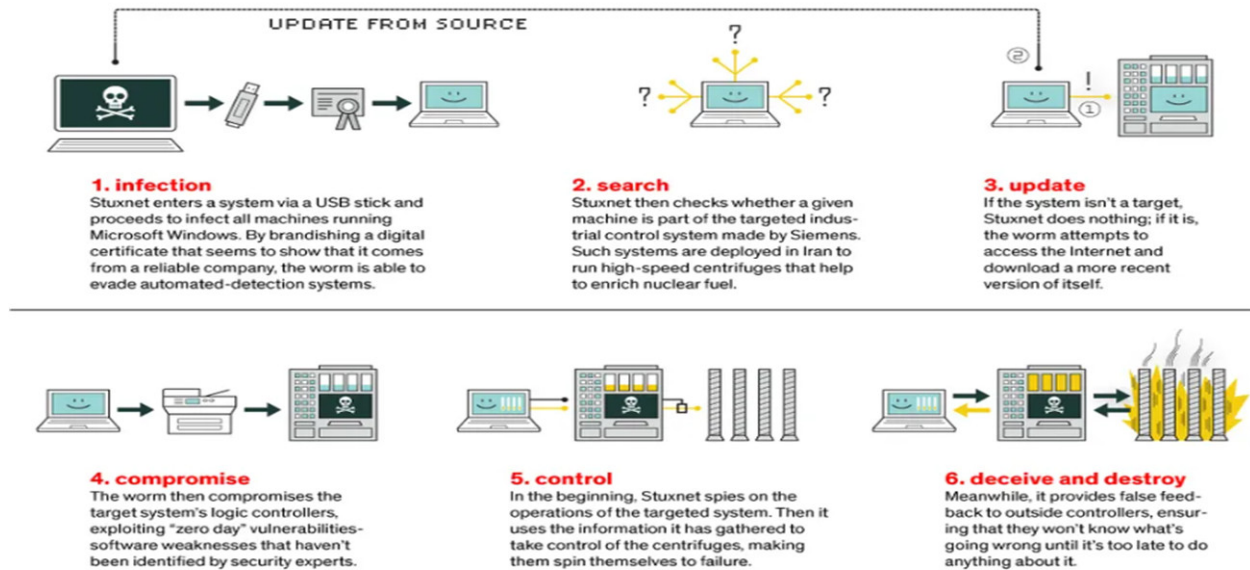 UPDATE FROM SOURCE
?
?
?
②
!
①
1. infection
Stuxnet enters a system via a USB stick and
proceeds to infect all machines running
Microsoft Windows. By brandishing a digital
certificate that seems to show that it comes
from a reliable company, the worm is able to
evade automated-detection systems.
2. search
Stuxnet then checks whether a given
machine is part of the targeted indus-
trial control system made by Siemens.
Such systems are deployed in Iran to
run high-speed centrifuges that help
to enrich nuclear fuel.
3. update
If the system isn't a target,
Stuxnet does nothing; if it is,
the worm attempts to
access the Internet and
download a more recent
version of itself.
4. compromise
The worm then compromises the
target system's logic controllers,
exploiting "zero day" vulnerabilities-
software weaknesses that haven't
been identified by security experts.
5. control
In the beginning, Stuxnet spies on the
operations of the targeted system. Then it
uses the information it has gathered to
take control of the centrifuges, making
them spin themselves to failure.
6. deceive and destroy
Meanwhile, it provides false feed-
back to outside controllers, ensur-
ing that they won't know what's
going wrong until it's too late to do
anything about it.